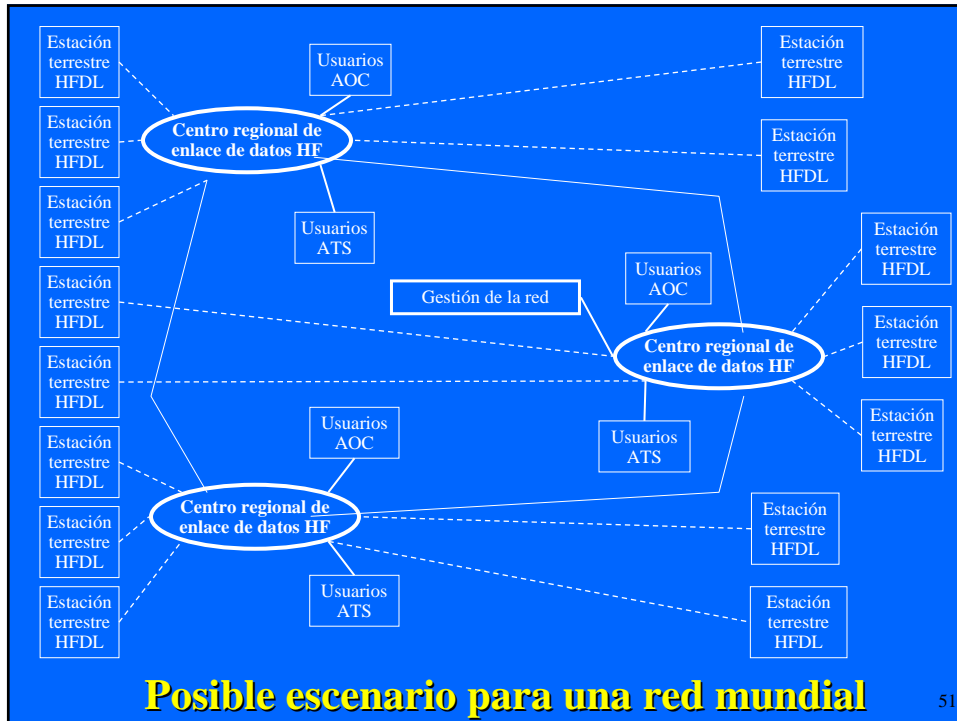 Estación
terrestre
HFDL
Usuarios
AOC
Estación
terrestre
HFDL
Estación
terrestre
HFDL
Centro regional de
enlace de datos HF
Estación
terrestre
HFDL
Estación
terrestre
HFDL
Usuarios
ATS
Estación
terrestre
HFDL
Estación
terrestre
HFDL
Gestión de la red
Usuarios
AOC
Estación
terrestre
HFDL
Centro regional de
enlace de datos HF
Estación
terrestre
HFDL
Usuarios
AOC
Usuarios
ATS
Estación
terrestre
HFDL
Estación
terrestre
HFDL
Centro regional de
enlace de datos HF
Estación
terrestre
HFDL
Estación
terrestre
HFDL
Estación
terrestre
HFDL
Usuarios
ATS
Estación
terrestre
HFDL
Posible escenario para una red mundial
51